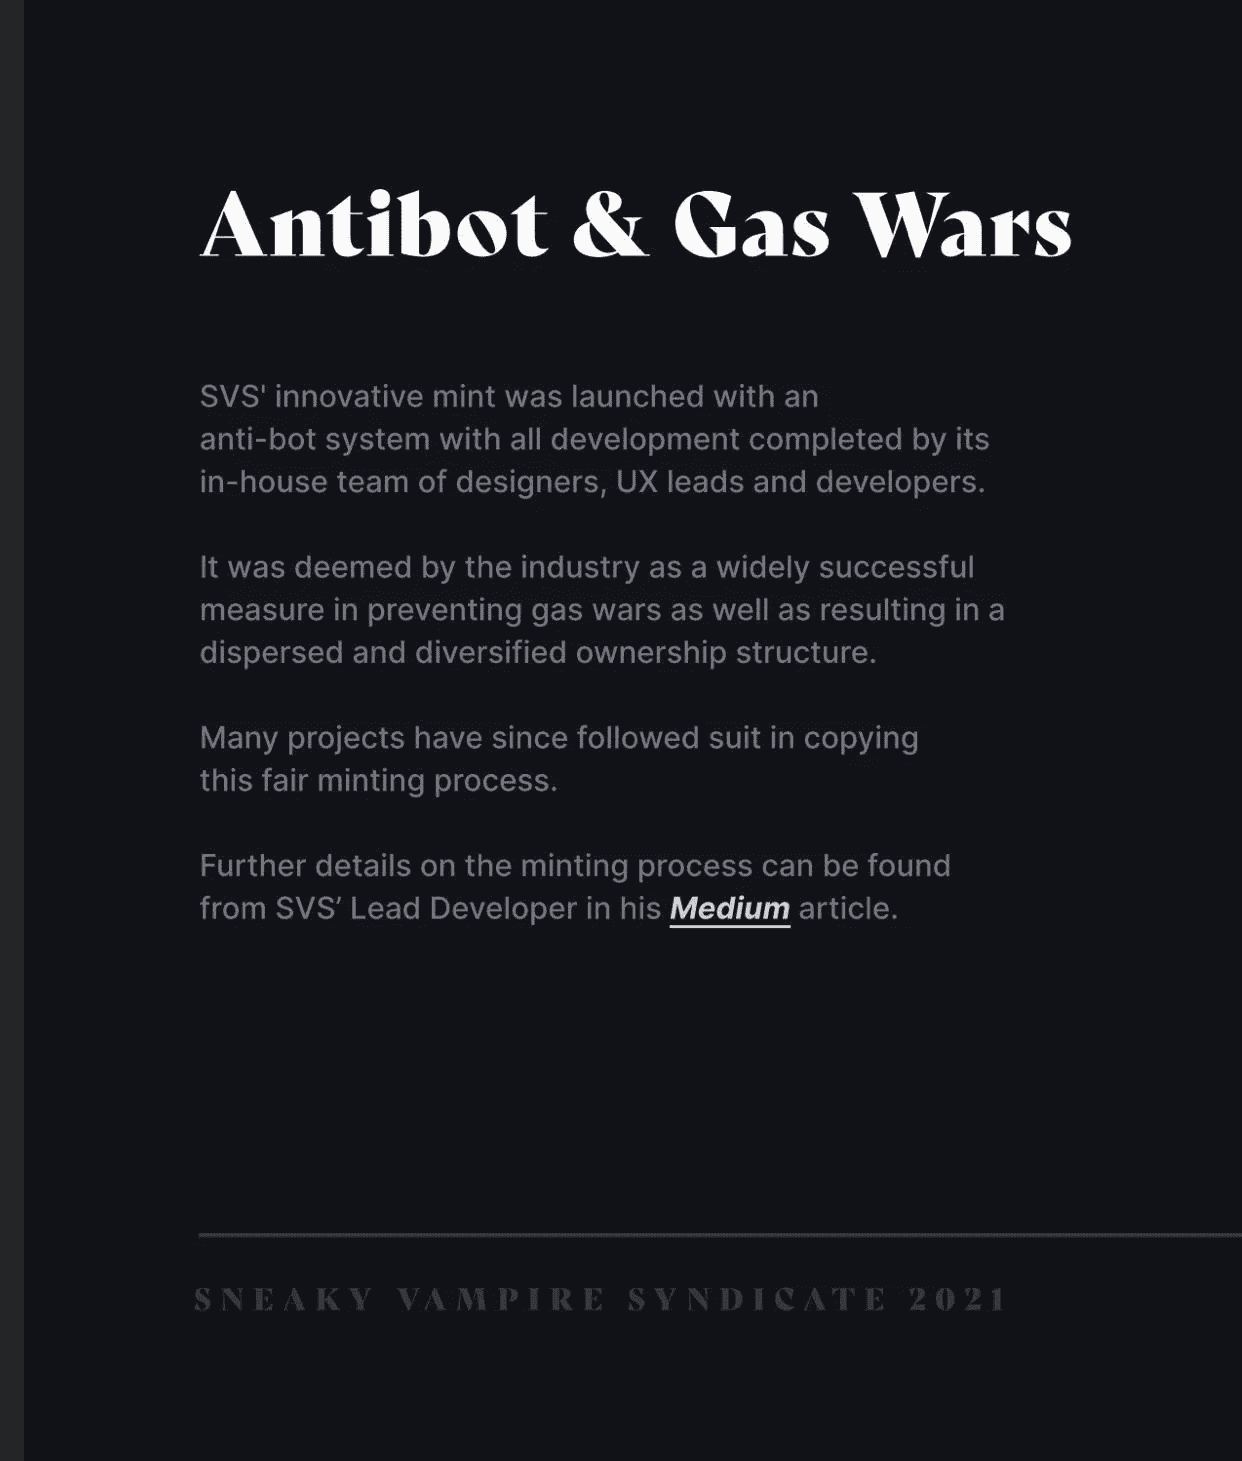 Antibot & Gas Wars
SVS' innovative mint was launched with an
anti-bot system with all development completed by its
in-house team of designers, UX leads and developers.
It was deemed by the industry as a widely successful
measure in preventing gas wars as well as resulting in a
dispersed and diversified ownership structure.
Many projects have since followed suit in copying
this fair minting process.
Further details on the minting process can be found
from SVS’ Lead Developer in his Medium article.
SNEAKY VAMPIRE SYNDICATE 2021